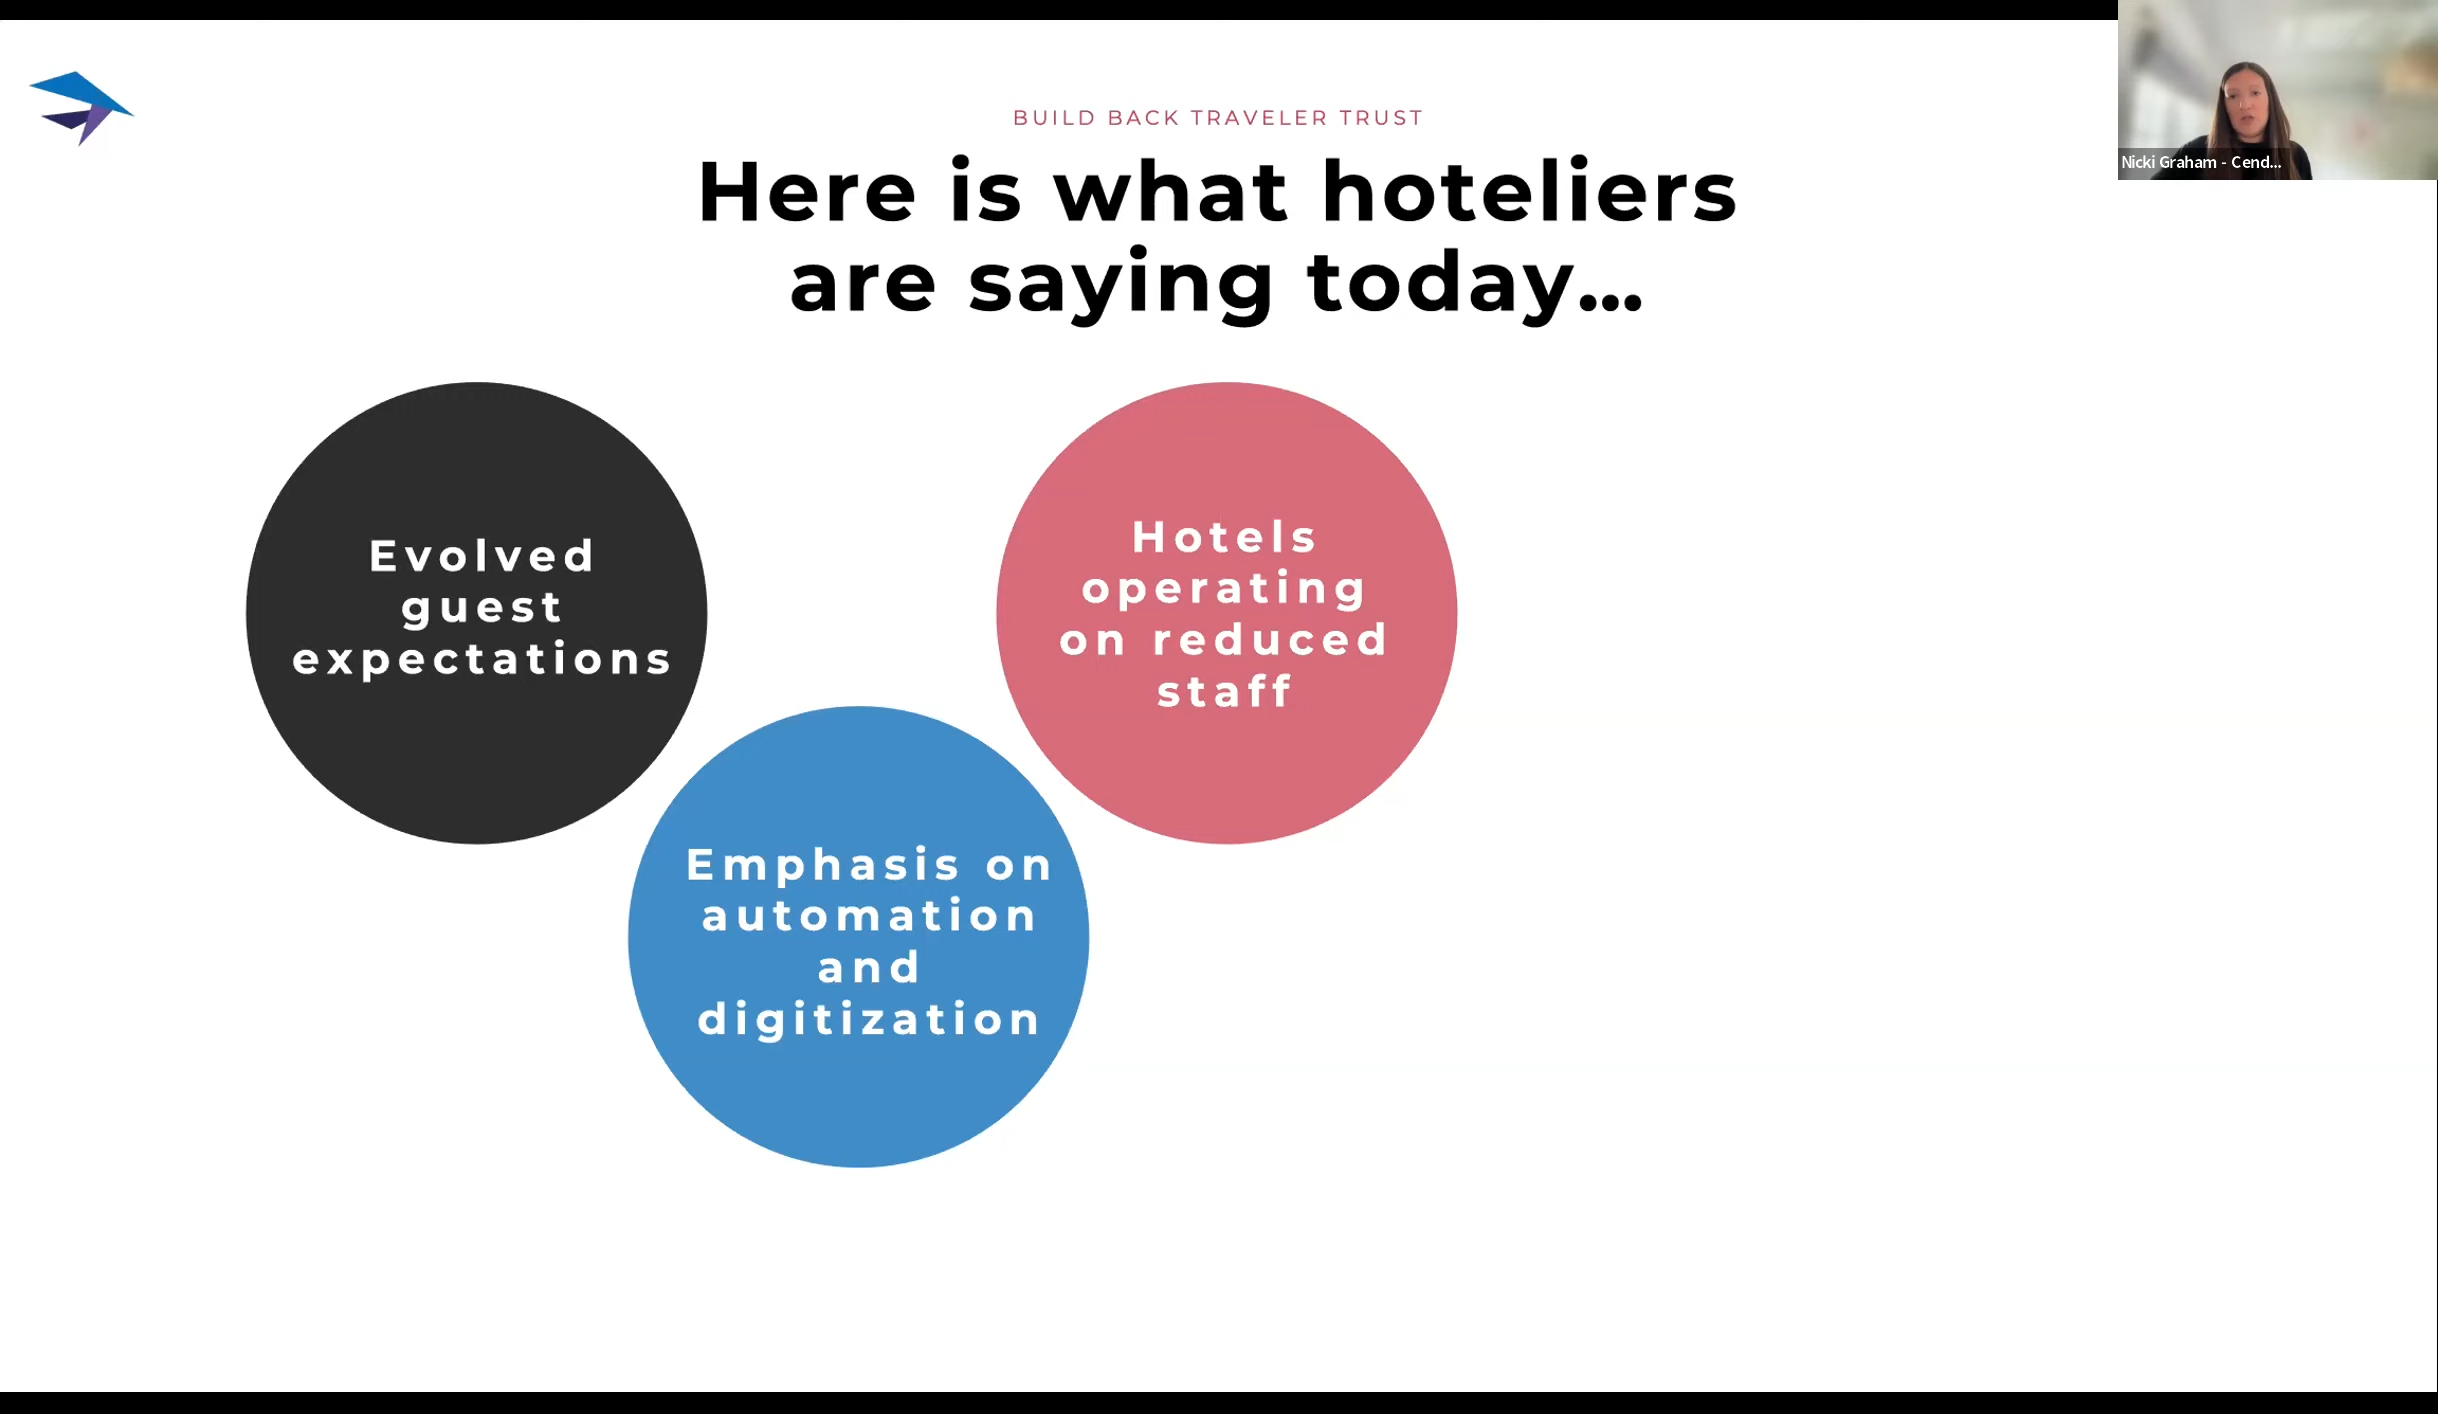 BUILD BACK TRAVELER TRUST
Here is what hoteliers
are saying today...
Nicki Graham - Cend...
Evolved
guest
expectations
Hotels
operating
on reduced
staff
Emphasis on
automation
and
digitization